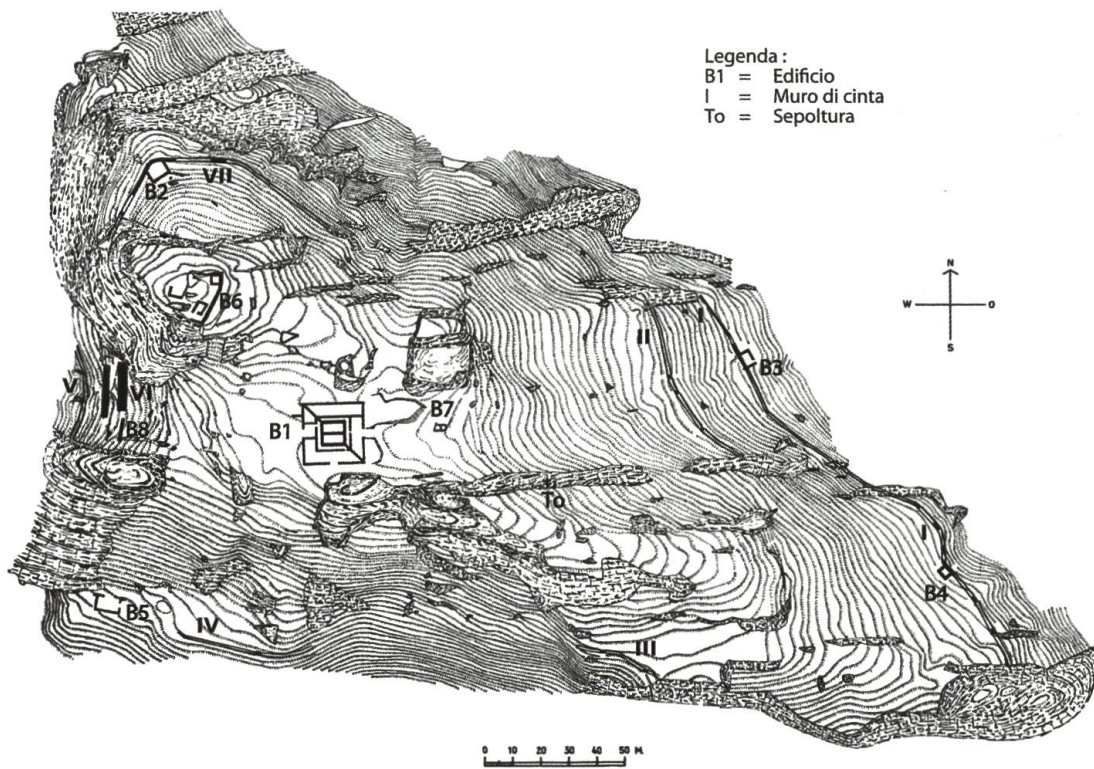 Legenda :
B1 = Edificio
I = Muro di cinta
To = Sepoltura
B2
VII
N
W O
S
B6
II
I
B3
V
VI
B8
B1
B7
To
I
B4
B5
IV
III
0 10 20 30 40 50 M.